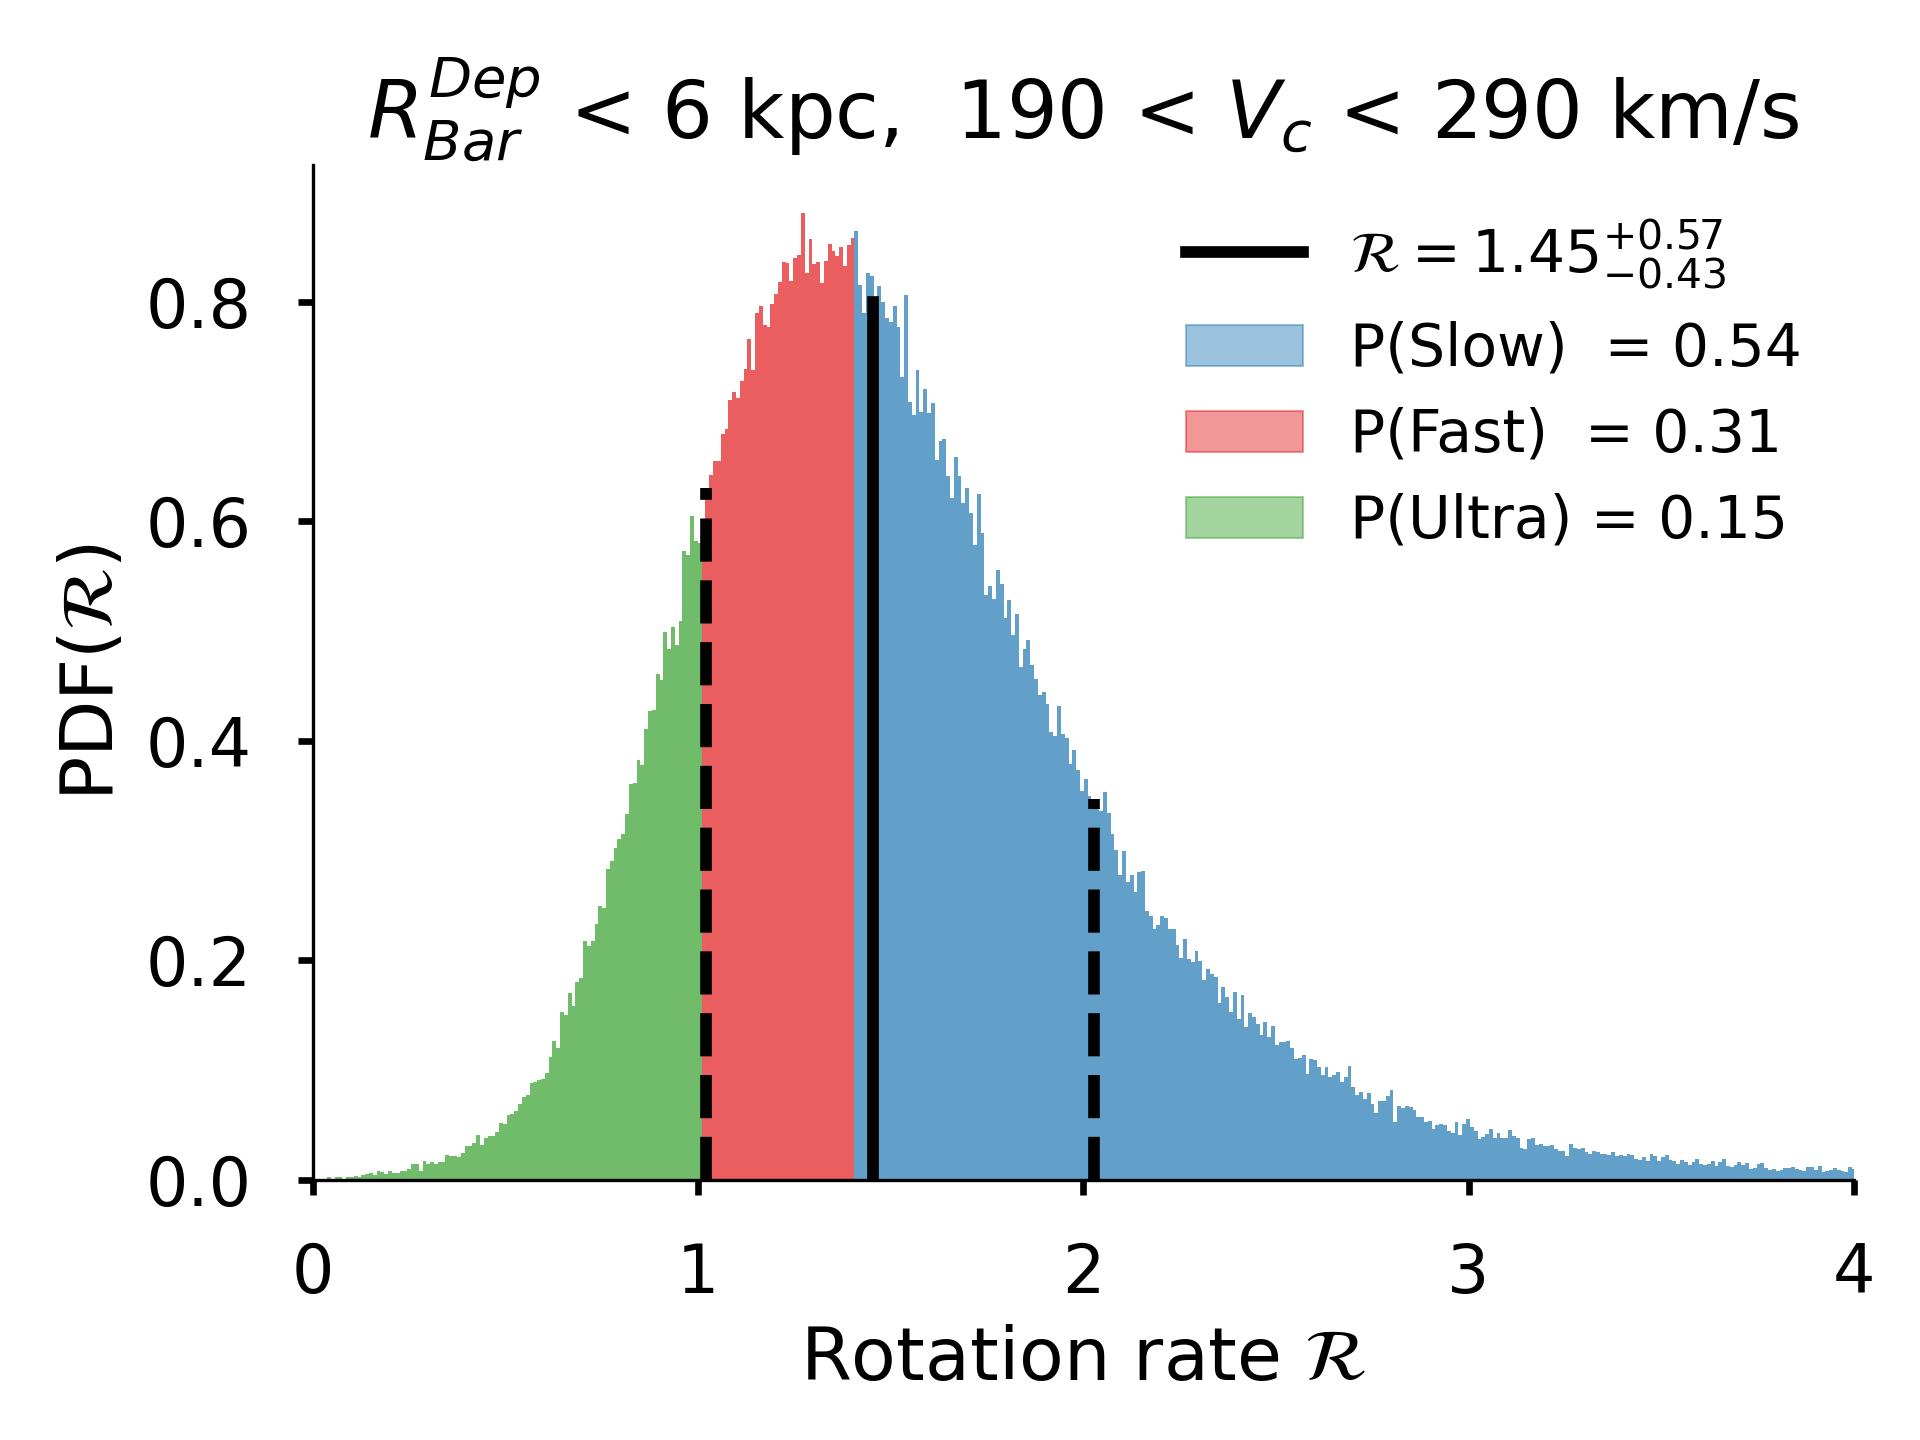 R_{Bar}^{Dep} < 6 kpc, 190 < V_c < 290 km/s
ℛ = 1.45^{+0.57}_{−0.43}
P(Slow) = 0.54
P(Fast) = 0.31
P(Ultra) = 0.15
PDF(ℛ)
0.8
0.6
0.4
0.2
0.0
0 1 2 3 4
Rotation rate ℛ